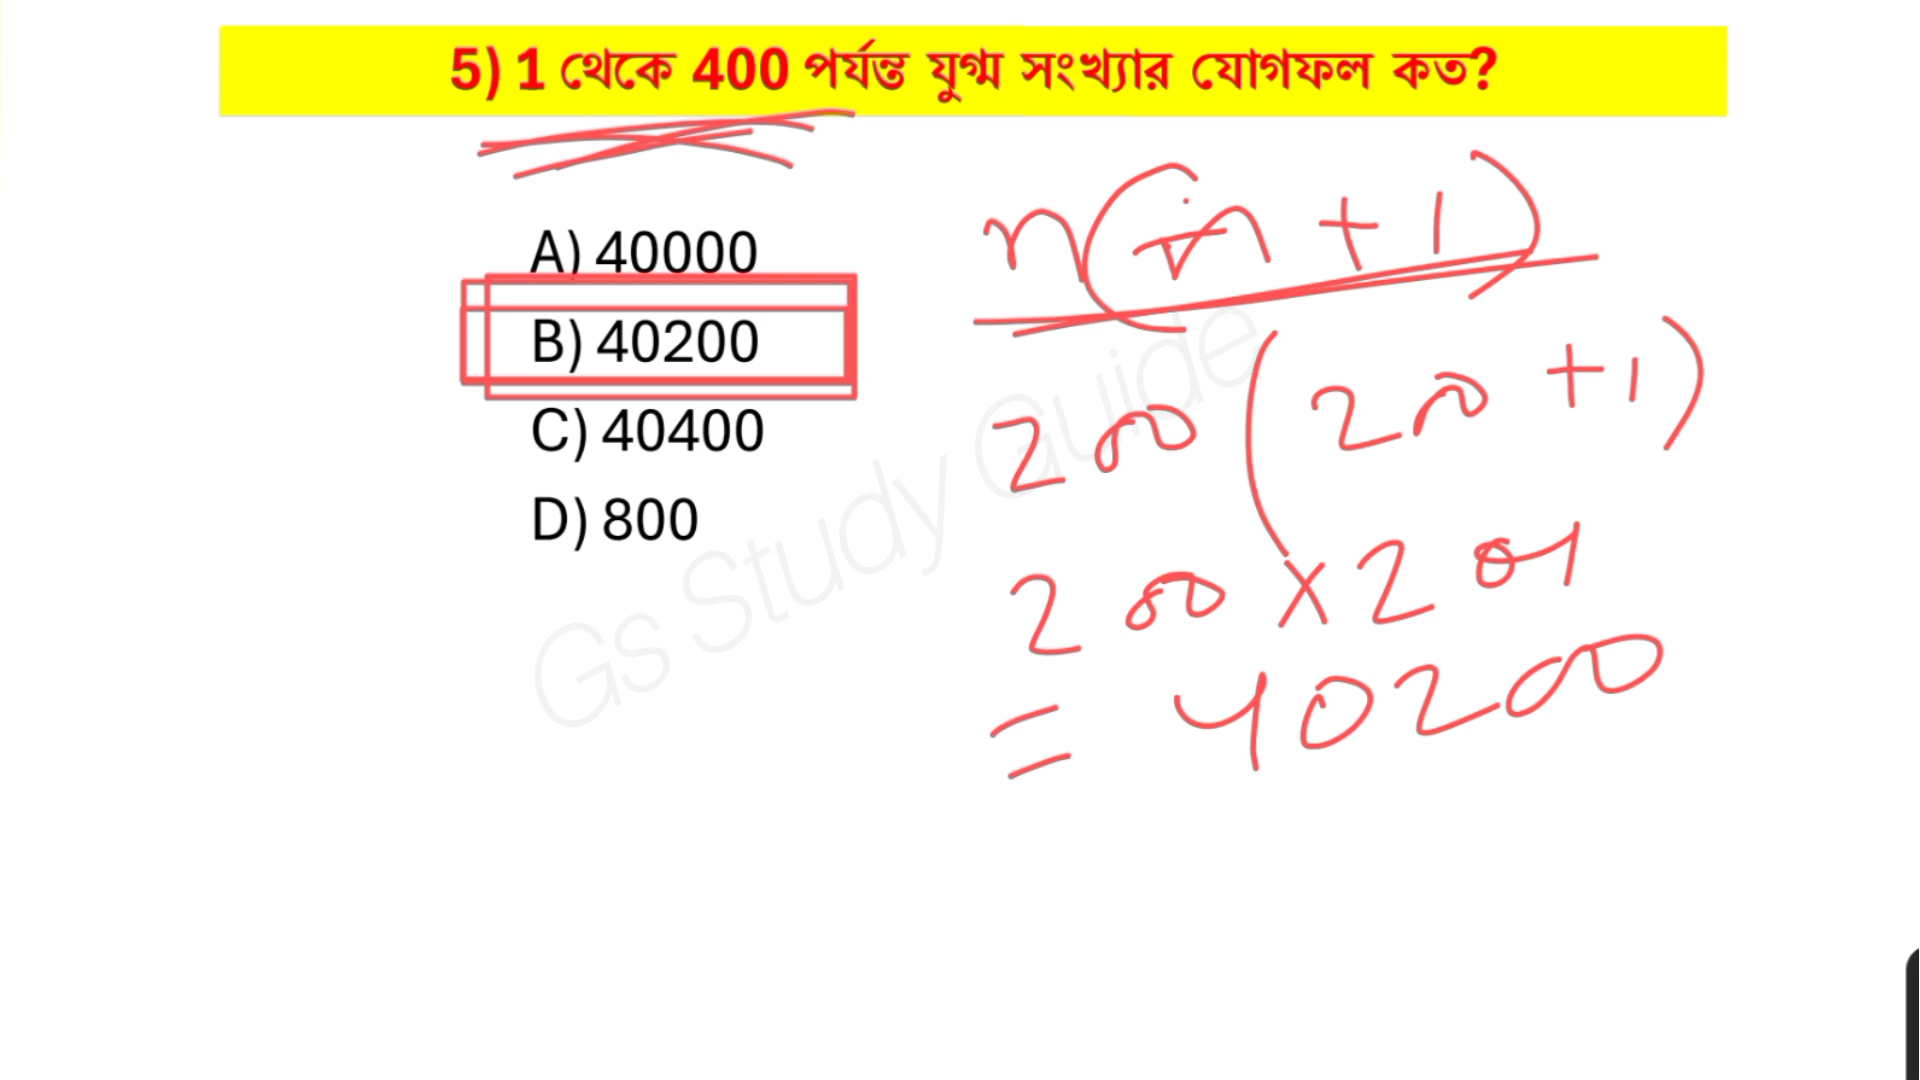 5) 1 থেকে 400 পর্যন্ত যুগ্ম সংখ্যার যোগফল কত?
A) 40000
B) 40200
C) 40400
D) 800
n(n + 1)
200 (200 + 1)
200 × 201
= 40200
Gs Study Guide